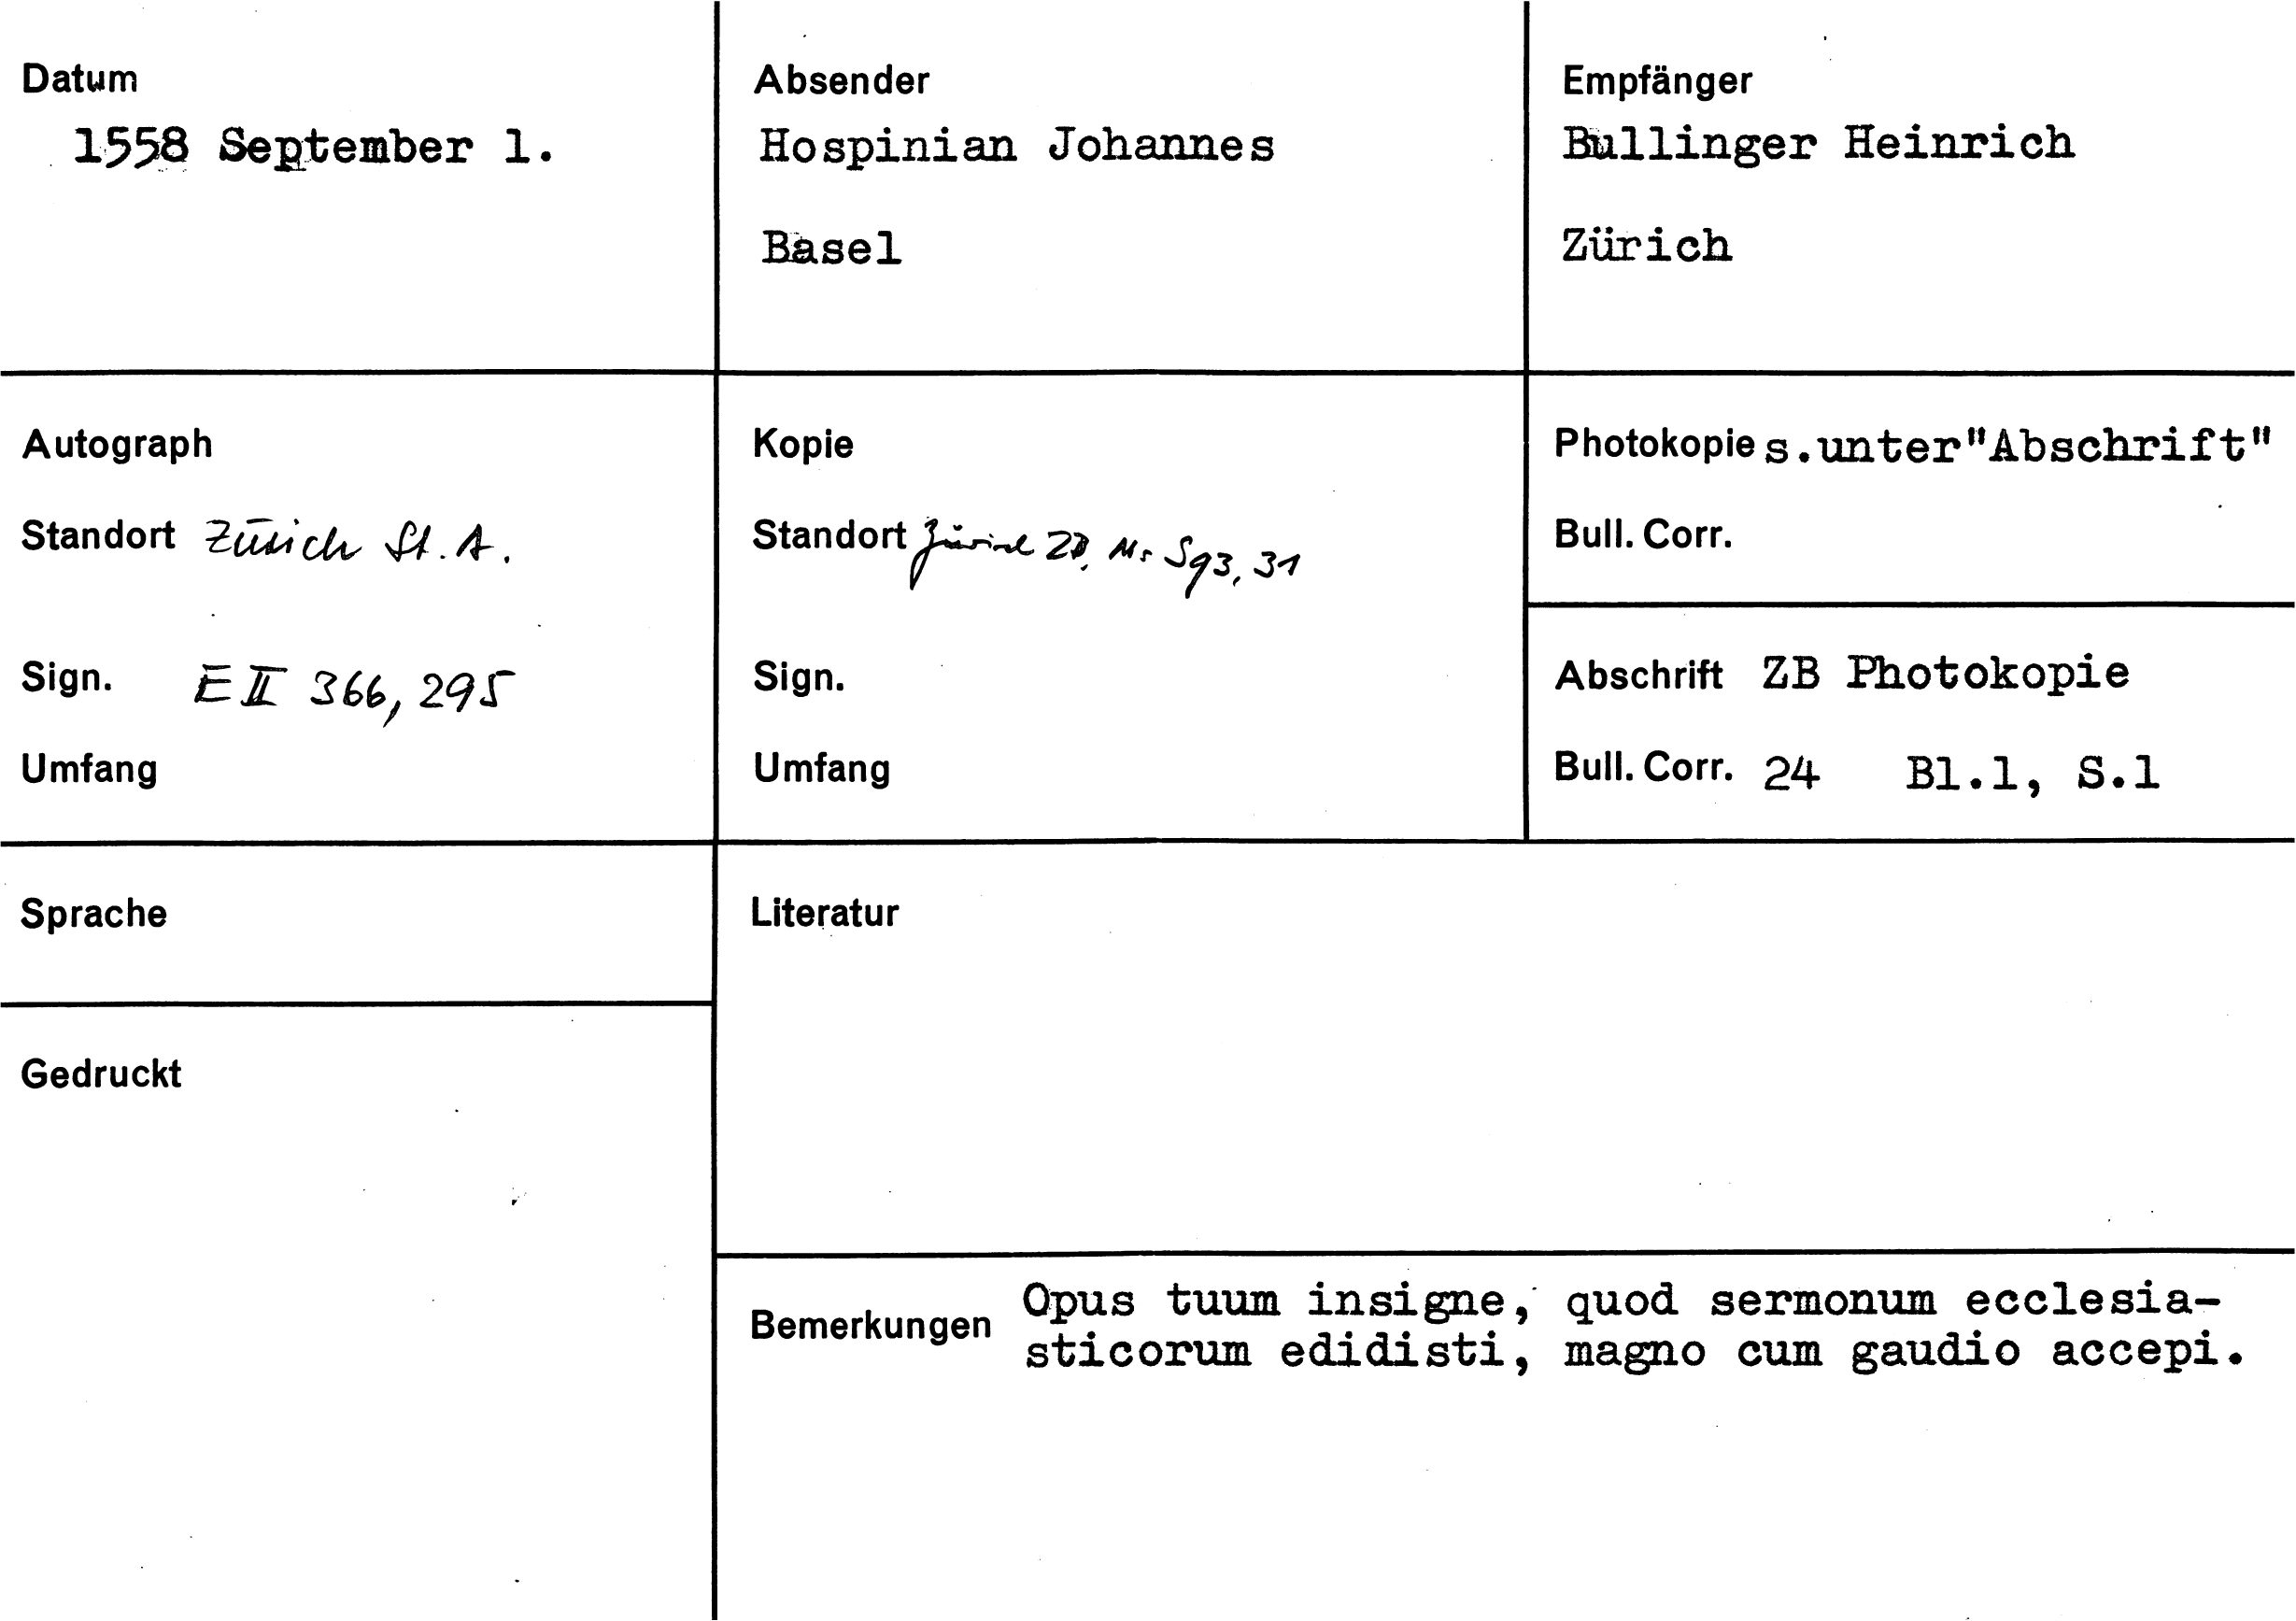 Datum
1558 September 1.
Absender
Hospinian Johannes
Basel
Empfänger
Bullinger Heinrich
Zürich
Autograph
Standort Zürich St. A.
Sign. E II 366, 295
Umfang
Kopie
Standort Zürich ZB, Ms S 93, 31
Sign.
Umfang
Photokopie s.unter"Abschrift"
Bull. Corr.
Abschrift ZB Photokopie
Bull. Corr. 24 Bl.1, S.1
Sprache
Gedruckt
Literatur
Bemerkungen Opus tuum insigne, quod sermonum ecclesia-
sticorum edidisti, magno cum gaudio accepi.